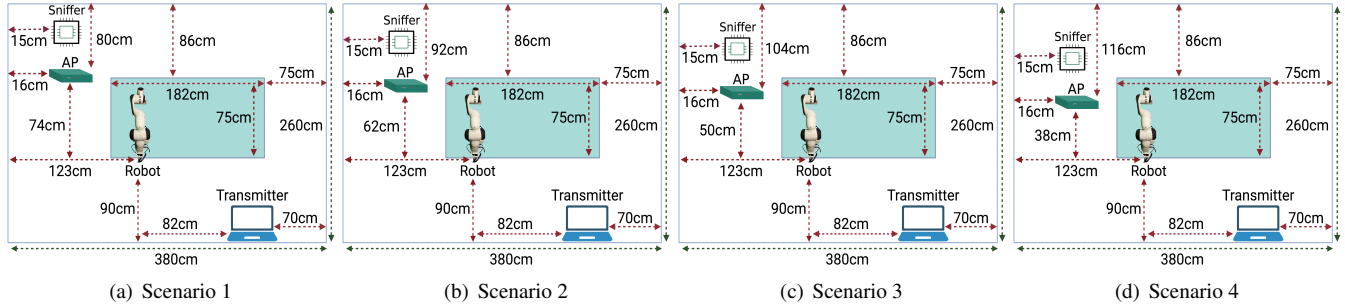 Sniffer
15cm
80cm
86cm
AP
16cm
75cm
182cm
74cm
75cm
260cm
123cm
Robot
90cm
Transmitter
82cm
70cm
380cm
(a) Scenario 1
Sniffer
15cm
92cm
86cm
AP
16cm
75cm
182cm
62cm
75cm
260cm
123cm
Robot
90cm
Transmitter
82cm
70cm
380cm
(b) Scenario 2
Sniffer
15cm
104cm
86cm
AP
16cm
75cm
182cm
50cm
75cm
260cm
123cm
Robot
90cm
Transmitter
82cm
70cm
380cm
(c) Scenario 3
Sniffer
15cm
116cm
86cm
AP
16cm
75cm
182cm
38cm
75cm
260cm
123cm
Robot
90cm
Transmitter
82cm
70cm
380cm
(d) Scenario 4